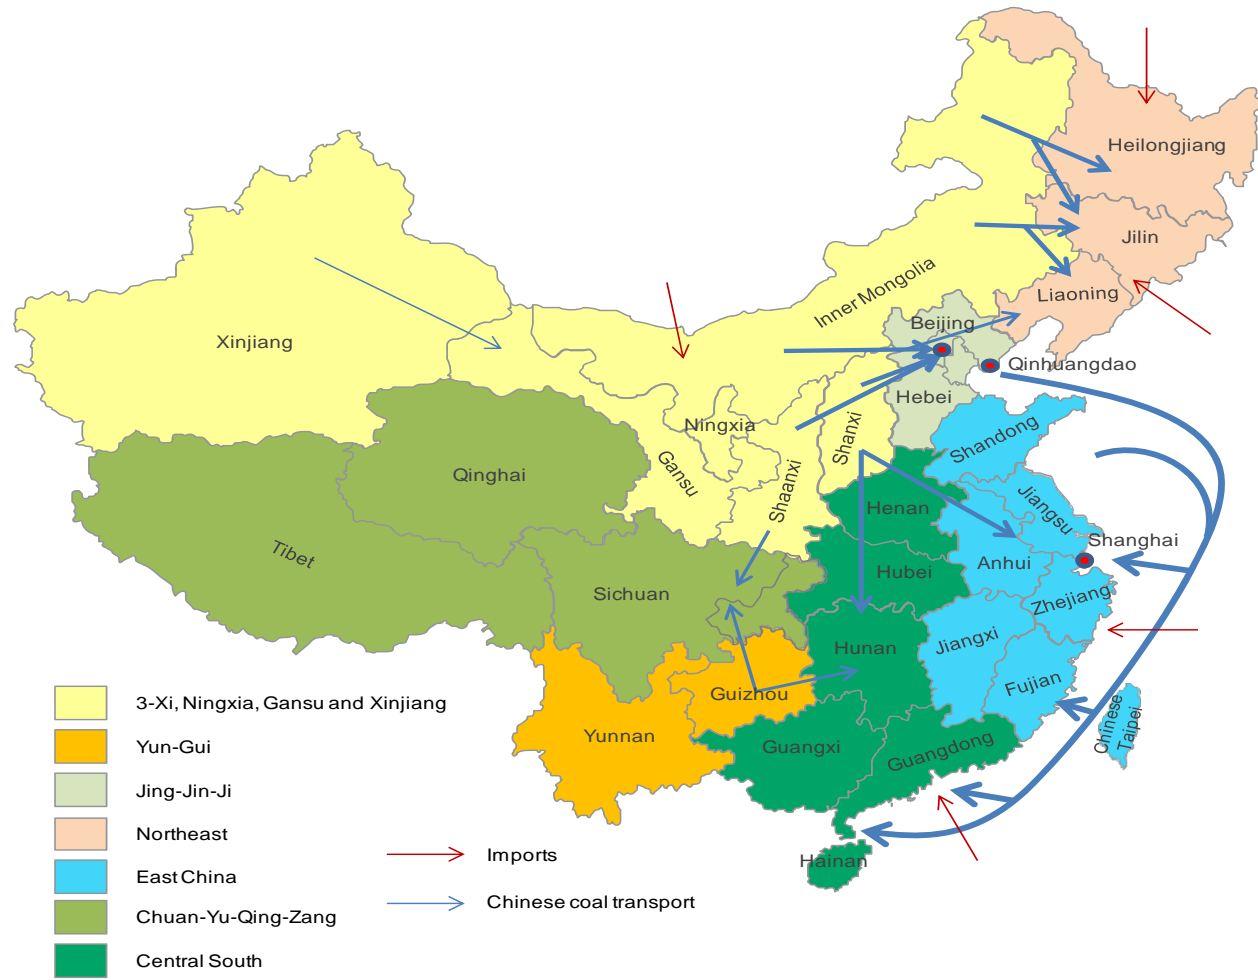 Heilongjiang
Jilin
Inner Mongolia
Liaoning
Beijing
Xinjiang
Qinhuangdao
Hebei
Ningxia
Shanxi
Shandong
Gansu
Qinghai
Shaanxi
Jiangsu
Henan
Shanghai
Tibet
Anhui
Hubei
Sichuan
Zhejiang
Jiangxi
Hunan
Fujian
Guizhou
3-Xi, Ningxia, Gansu and Xinjiang
Chinese
Taipei
Yunnan
Guangxi
Guangdong
Yun-Gui
Jing-Jin-Ji
Northeast
Imports
Hainan
East China
Chinese coal transport
Chuan-Yu-Qing-Zang
Central South